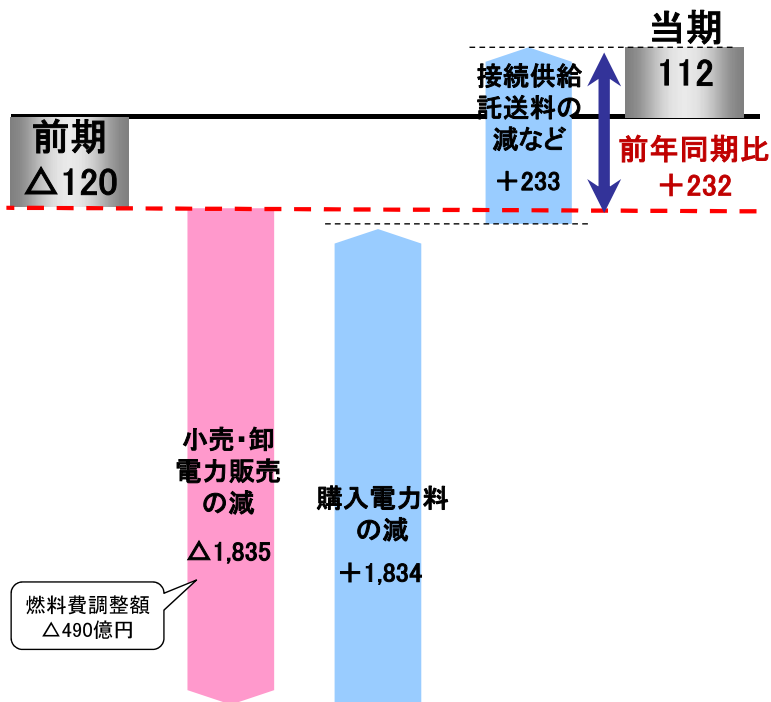 当期
112
接続供給
託送料の
減など
＋233
前年同期比
＋232
前期
△120
小売・卸
電力販売
の減
△1,835
購入電力料
の減
＋1,834
燃料費調整額
△490億円